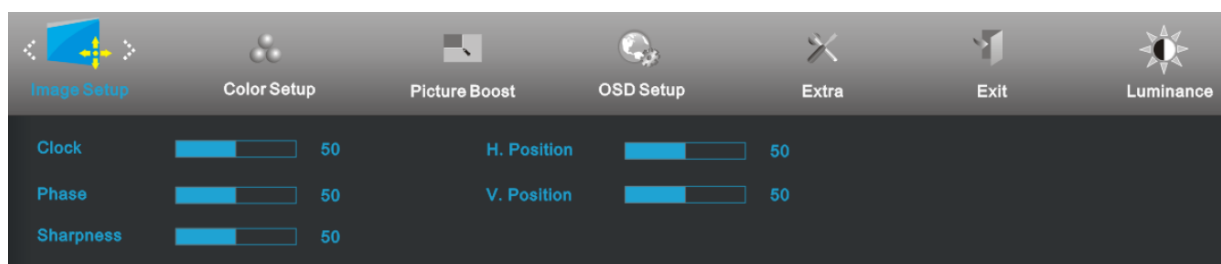 Image Setup
Color Setup
Picture Boost
OSD Setup
Extra
Exit
Luminance
Clock 50 H. Position 50
Phase 50 V. Position 50
Sharpness 50